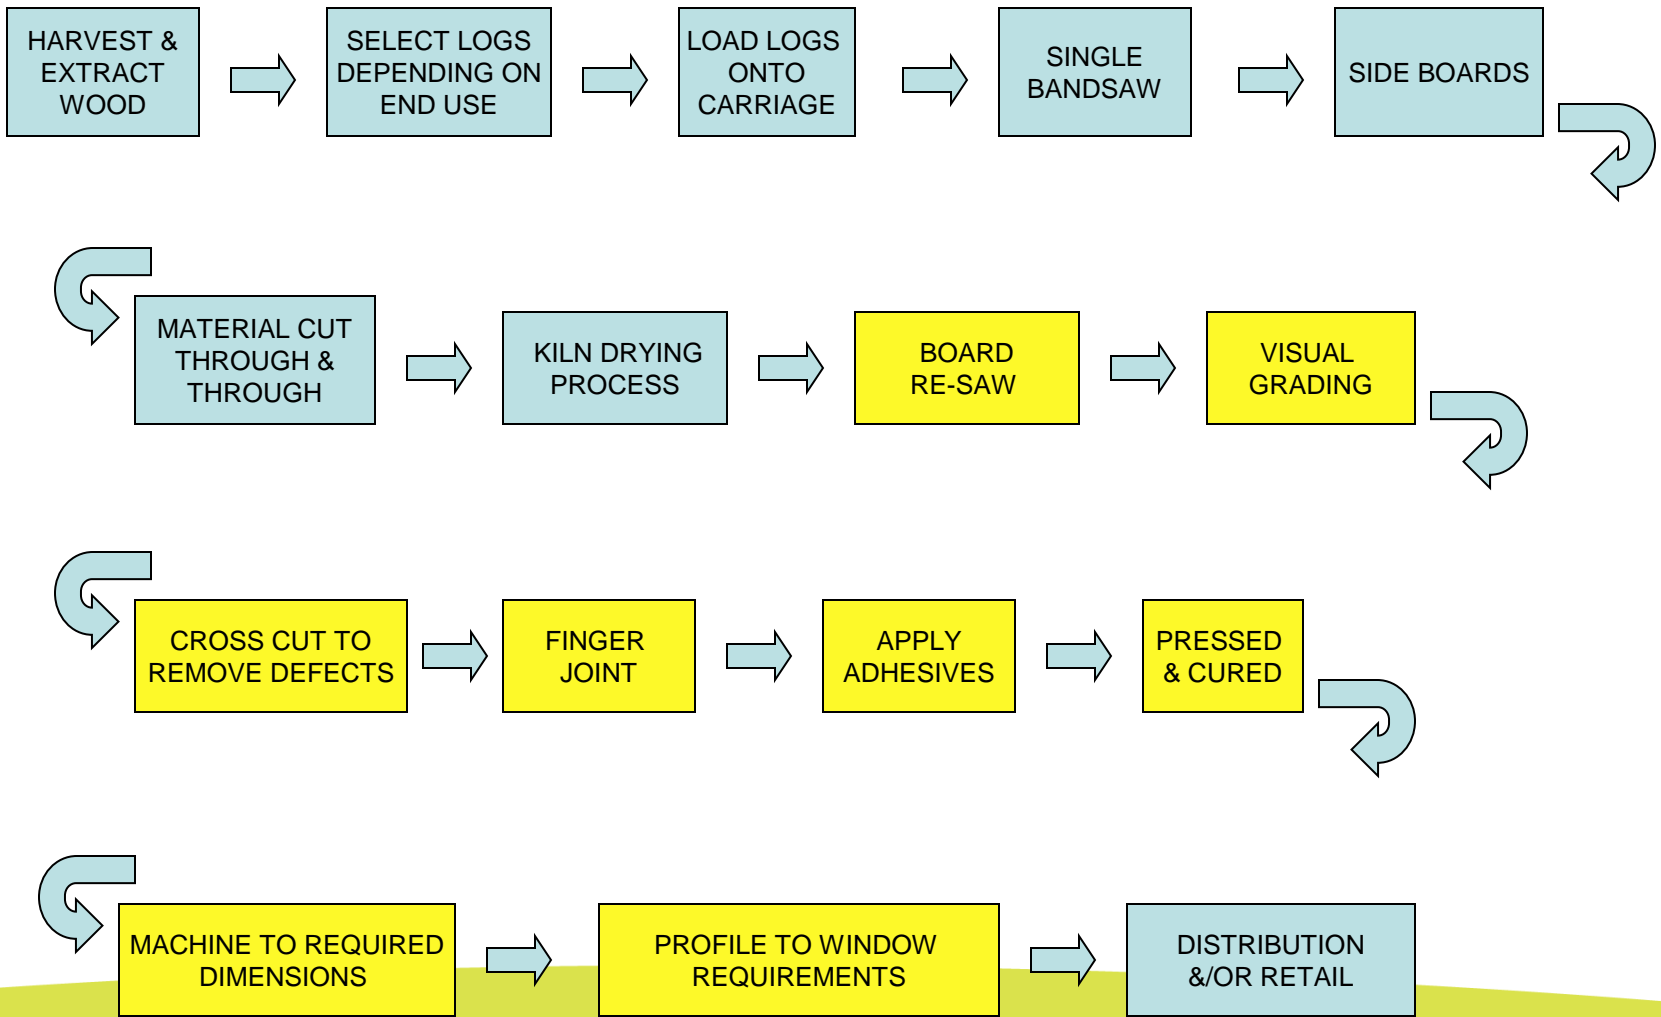 HARVEST &
EXTRACT
WOOD
SELECT LOGS
DEPENDING ON
END USE
LOAD LOGS
ONTO
CARRIAGE
SINGLE
BANDSAW
SIDE BOARDS
MATERIAL CUT
THROUGH &
THROUGH
KILN DRYING
PROCESS
BOARD
RE-SAW
VISUAL
GRADING
CROSS CUT TO
REMOVE DEFECTS
FINGER
JOINT
APPLY
ADHESIVES
PRESSED
& CURED
MACHINE TO REQUIRED
DIMENSIONS
PROFILE TO WINDOW
REQUIREMENTS
DISTRIBUTION
&/OR RETAIL